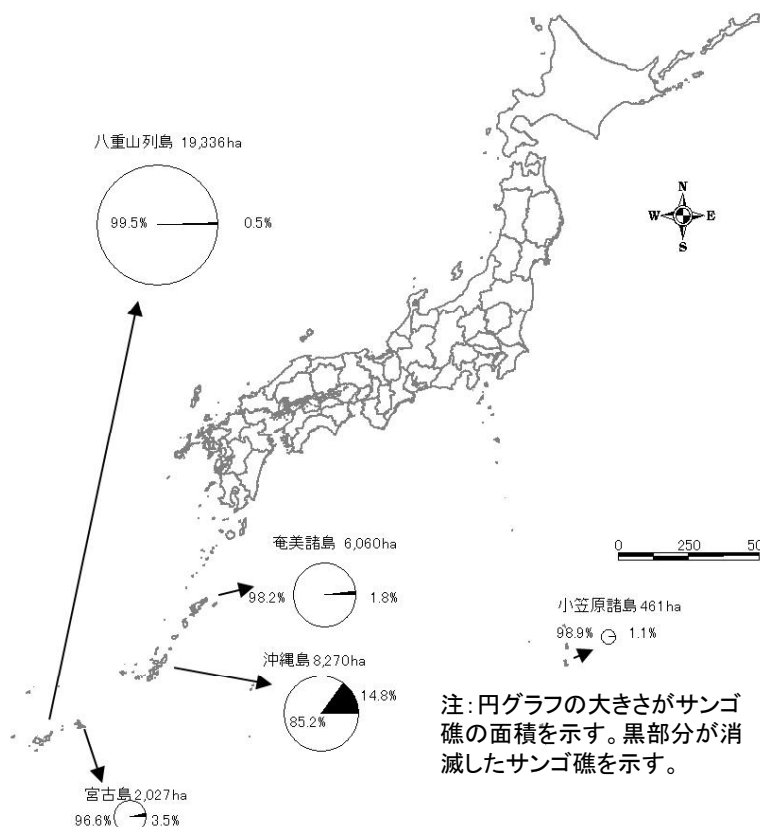 八重山列島 19,336ha
99.5%
0.5%
N
W
E
S
奄美諸島 6,060ha
98.2%
1.8%
0 250 50
小笠原諸島 461ha
98.9%
1.1%
沖縄島 8,270ha
14.8%
85.2%
注：円グラフの大きさがサンゴ
礁の面積を示す。黒部分が消
滅したサンゴ礁を示す。
宮古島 2,027ha
96.6%
3.5%